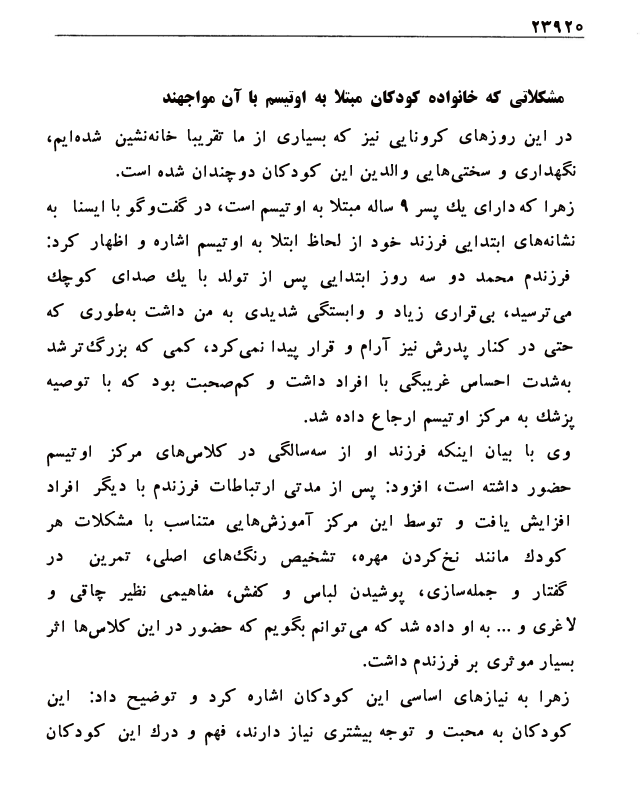 ۲۳۹۲۵
مشکلاتی که خانواده کودکان مبتلا به اوتیسم با آن مواجهند
در این روزهای کرونایی نیز که بسیاری از ما تقریبا خانه‌نشین شده‌ایم،
نگهداری و سختی‌هایی والدین این کودکان دوچندان شده است.
زهرا که دارای یك پسر ۹ ساله مبتلا به اوتیسم است، در گفت‌وگو با ایسنا به
نشانه‌های ابتدایی فرزند خود از لحاظ ابتلا به اوتیسم اشاره و اظهار کرد:
فرزندم محمد دو سه روز ابتدایی پس از تولد با یك صدای کوچك
می‌ترسید، بی‌قراری زیاد و وابستگی شدیدی به من داشت به‌طوری که
حتی در کنار پدرش نیز آرام و قرار پیدا نمی‌کرد، کمی که بزرگ‌تر شد
به‌شدت احساس غریبگی با افراد داشت و کم‌صحبت بود که با توصیه
پزشك به مرکز اوتیسم ارجاع داده شد.
وی با بیان اینکه فرزند او از سه‌سالگی در کلاس‌های مرکز اوتیسم
حضور داشته است، افزود: پس از مدتی ارتباطات فرزندم با دیگر افراد
افزایش یافت و توسط این مرکز آموزش‌هایی متناسب با مشکلات هر
کودك مانند نخ‌کردن مهره، تشخیص رنگ‌های اصلی، تمرین در
گفتار و جمله‌سازی، پوشیدن لباس و کفش، مفاهیمی نظیر چاقی و
لاغری و ... به او داده شد که می‌توانم بگویم که حضور در این کلاس‌ها اثر
بسیار موثری بر فرزندم داشت.
زهرا به نیازهای اساسی این کودکان اشاره کرد و توضیح داد: این
کودکان به محبت و توجه بیشتری نیاز دارند، فهم و درك این کودکان